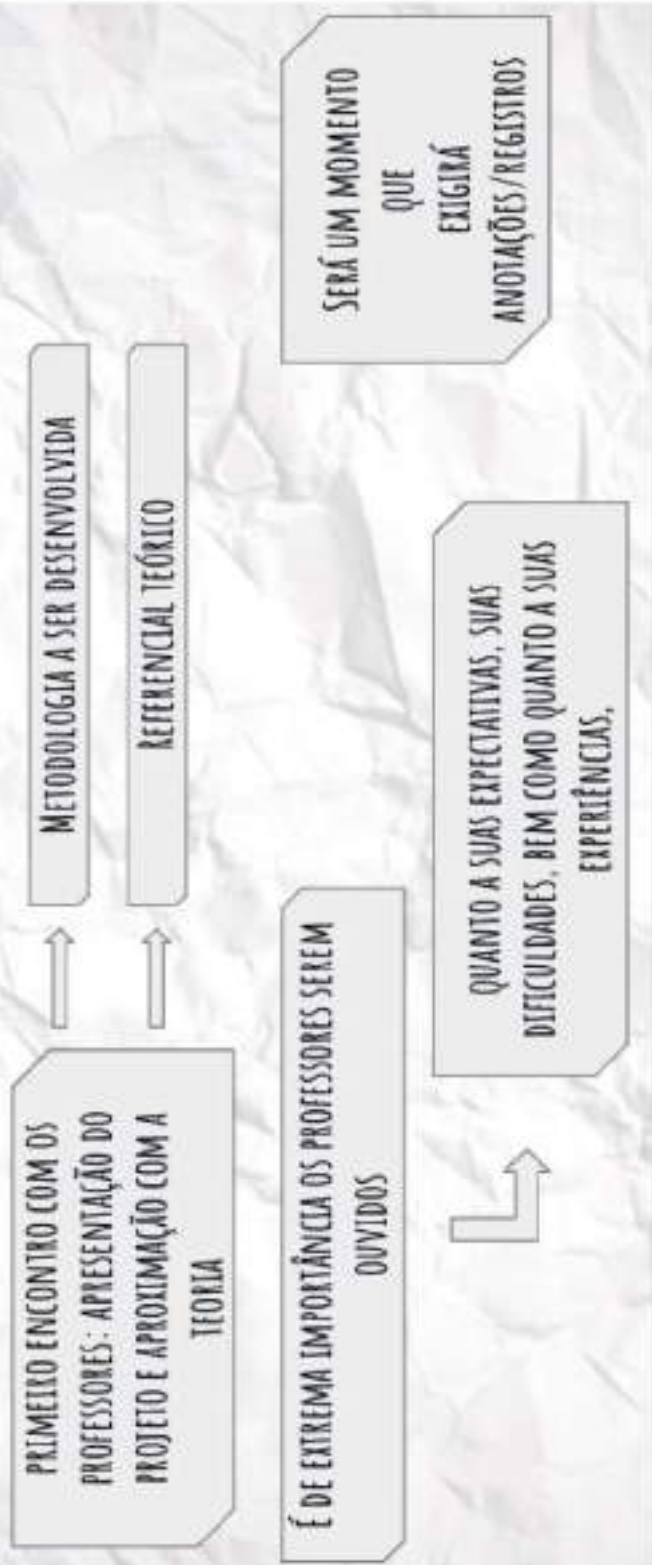 PRIMEIRO ENCONTRO COM OS
PROFESSORES: APRESENTAÇÃO DO
PROJETO E APROXIMAÇÃO COM A
TEORIA
METODOLOGIA A SER DESENVOLVIDA
REFERENCIAL TEÓRICO
É DE EXTREMA IMPORTÂNCIA OS PROFESSORES SEREM
OUVIDOS
QUANTO A SUAS EXPECTATIVAS, SUAS
DIFICULDADES, BEM COMO QUANTO A SUAS
EXPERIÊNCIAS,
SERÁ UM MOMENTO
QUE
EXIGIRÁ
ANOTAÇÕES/REGISTROS